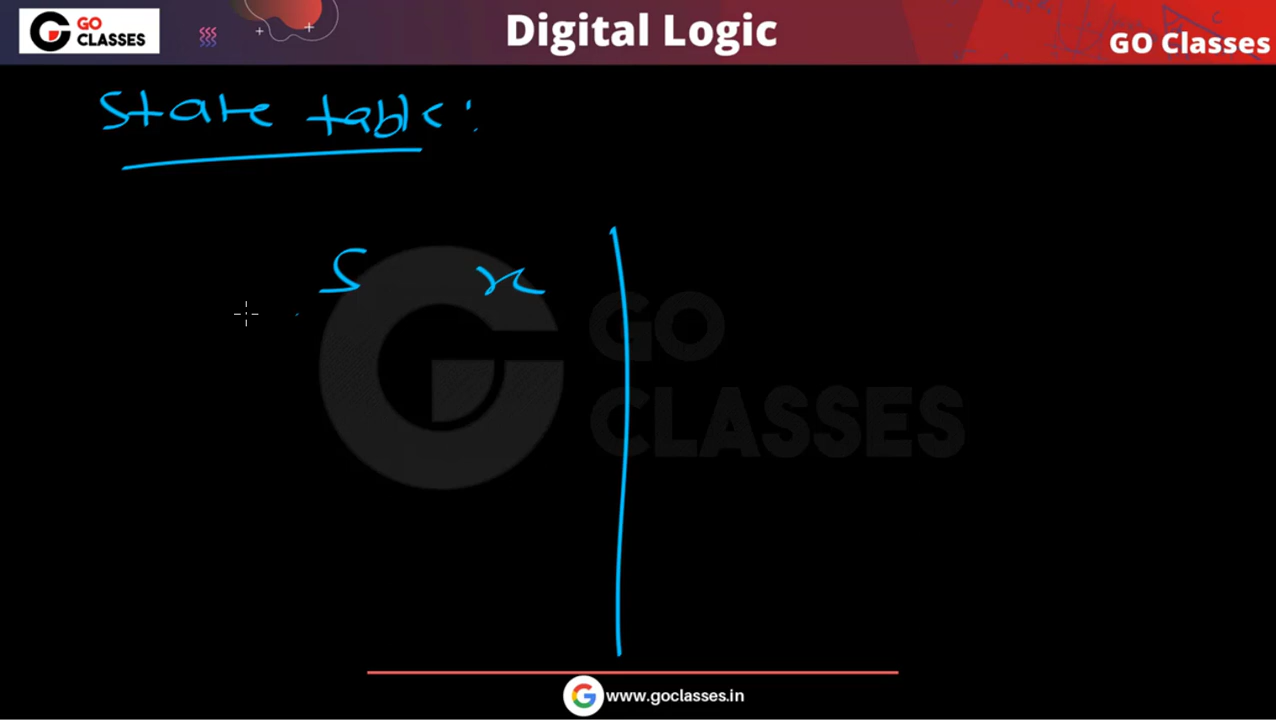 GO
CLASSES
Digital Logic
GO Classes
State table:
S x
GO
CLASSES
www.goclasses.in